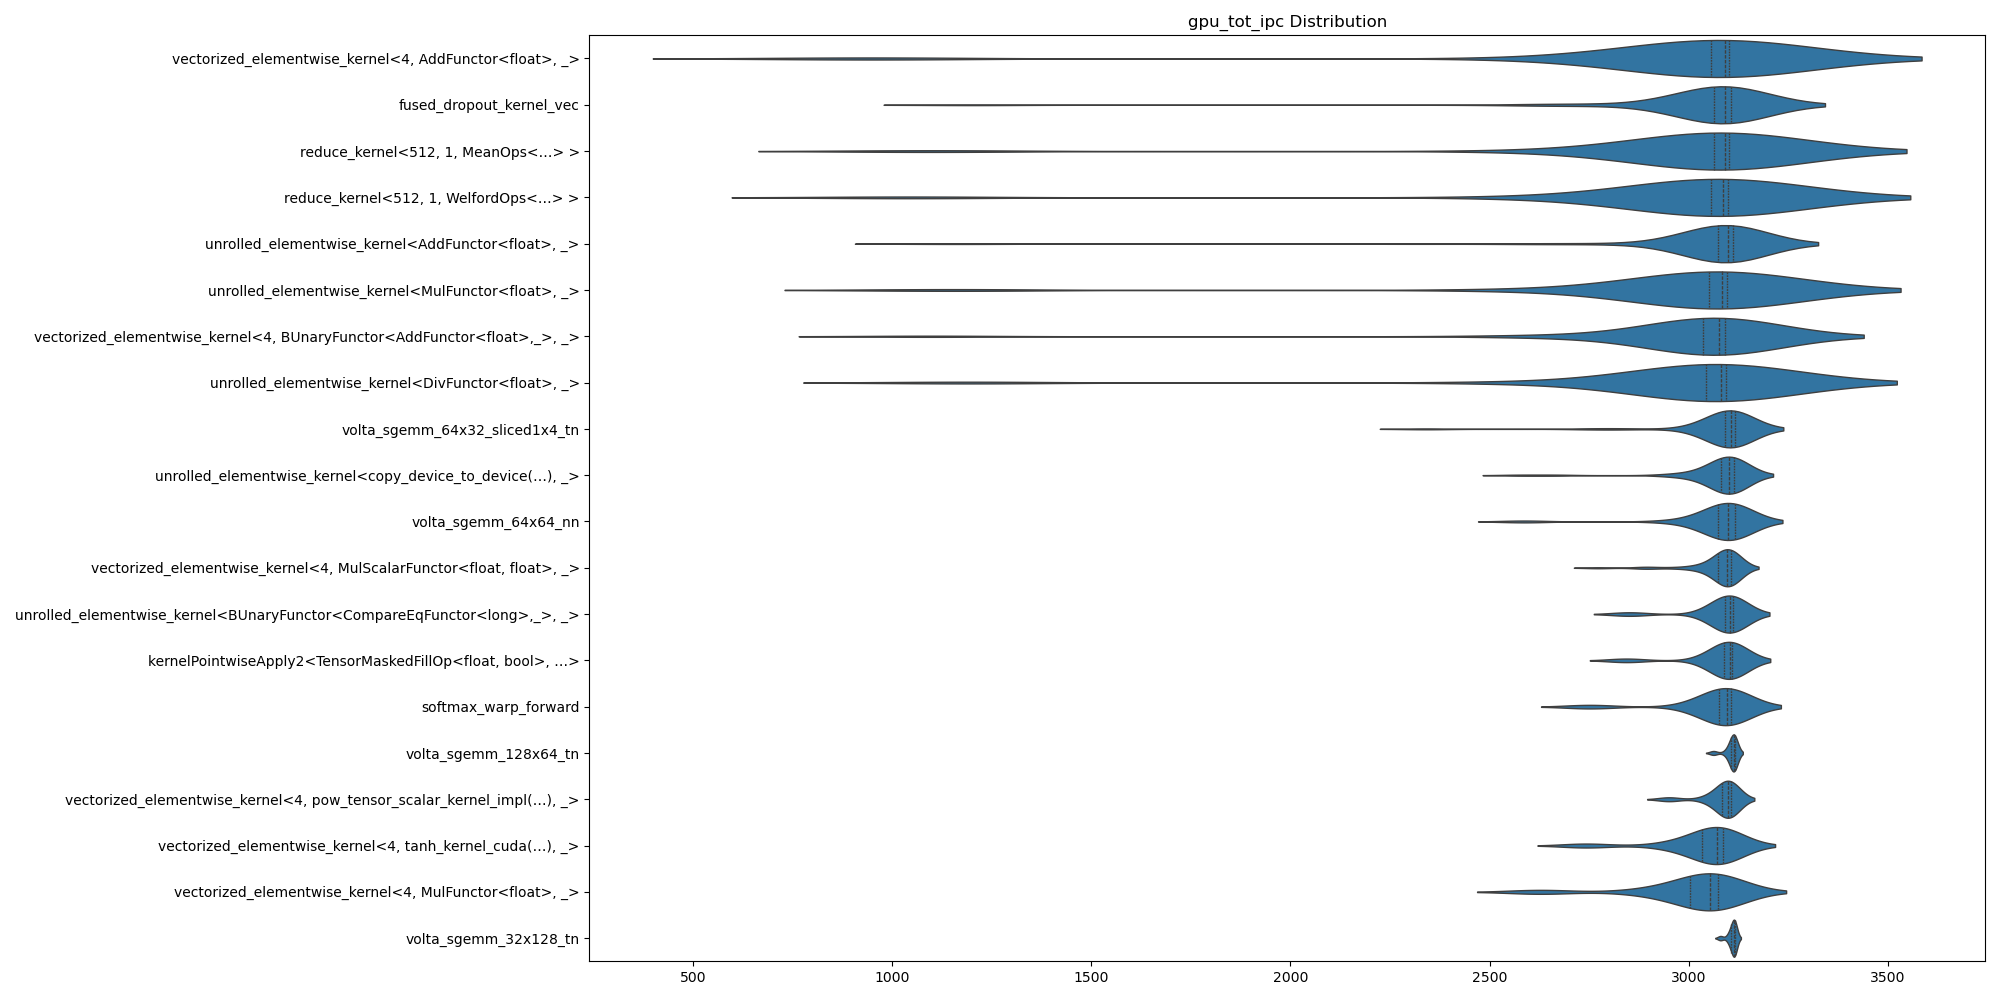 gpu_tot_ipc Distribution
vectorized_elementwise_kernel<4, AddFunctor<float>, _>
fused_dropout_kernel_vec
reduce_kernel<512, 1, MeanOps<...> >
reduce_kernel<512, 1, WelfordOps<...> >
unrolled_elementwise_kernel<AddFunctor<float>, _>
unrolled_elementwise_kernel<MulFunctor<float>, _>
vectorized_elementwise_kernel<4, BUnaryFunctor<AddFunctor<float>,_>, _>
unrolled_elementwise_kernel<DivFunctor<float>, _>
volta_sgemm_64x32_sliced1x4_tn
unrolled_elementwise_kernel<copy_device_to_device(...), _>
volta_sgemm_64x64_nn
vectorized_elementwise_kernel<4, MulScalarFunctor<float, float>, _>
unrolled_elementwise_kernel<BUnaryFunctor<CompareEqFunctor<long>,_>, _>
kernelPointwiseApply2<TensorMaskedFillOp<float, bool>, ...>
softmax_warp_forward
volta_sgemm_128x64_tn
vectorized_elementwise_kernel<4, pow_tensor_scalar_kernel_impl(...), _>
vectorized_elementwise_kernel<4, tanh_kernel_cuda(...), _>
vectorized_elementwise_kernel<4, MulFunctor<float>, _>
volta_sgemm_32x128_tn
500 1000 1500 2000 2500 3000 3500